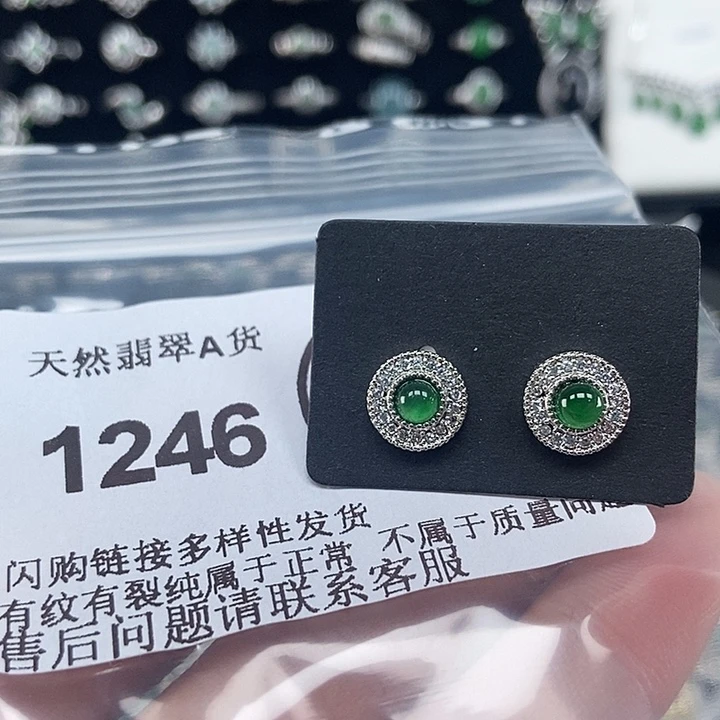 天然翡翠A货
1246
闪购链接多样性发货
有纹有裂纯属于正常 不属于质量问题
售后问题请联系客服